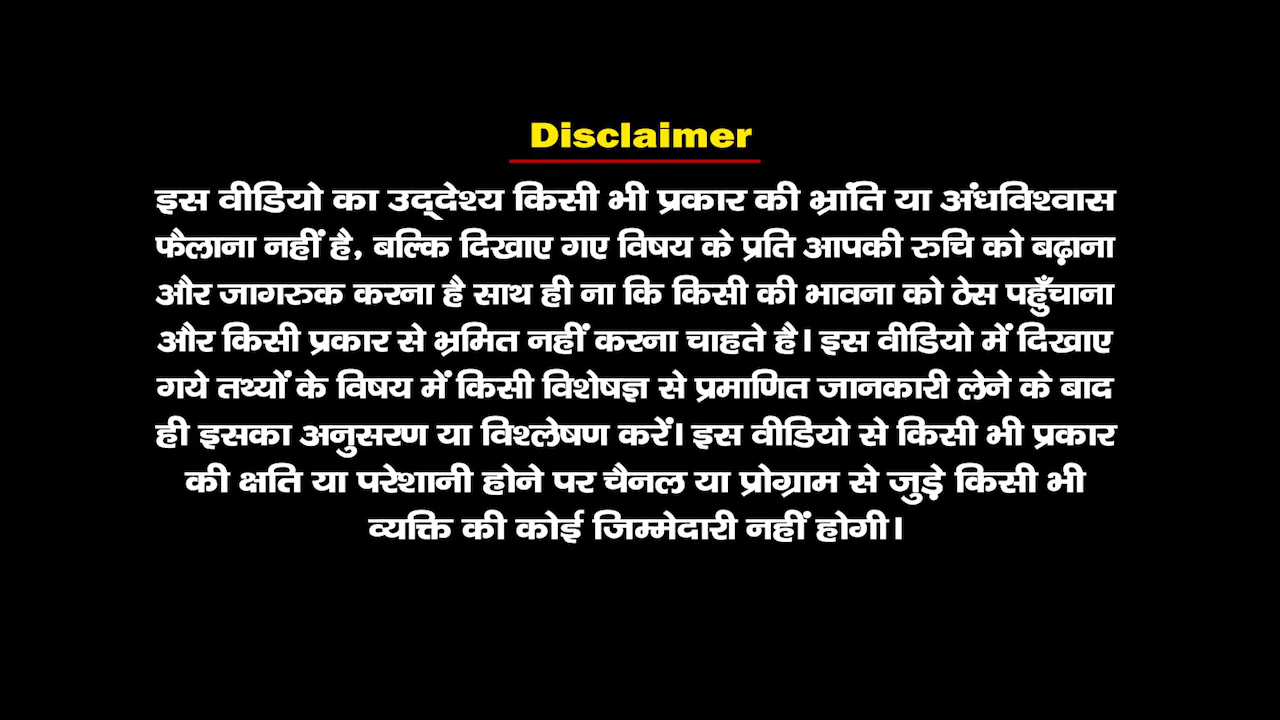 Disclaimer
इस वीडियो का उद्देश्य किसी भी प्रकार की भ्रांति या अंधविश्वास
फैलाना नहीं है, बल्कि दिखाए गए विषय के प्रति आपकी रुचि को बढ़ाना
और जागरुक करना है साथ ही ना कि किसी की भावना को ठेस पहुँचाना
और किसी प्रकार से भ्रमित नहीं करना चाहते है। इस वीडियो में दिखाए
गये तथ्यों के विषय में किसी विशेषज्ञ से प्रमाणित जानकारी लेने के बाद
ही इसका अनुसरण या विश्लेषण करें। इस वीडियो से किसी भी प्रकार
की क्षति या परेशानी होने पर चैनल या प्रोग्राम से जुड़े किसी भी
व्यक्ति की कोई जिम्मेदारी नहीं होगी।